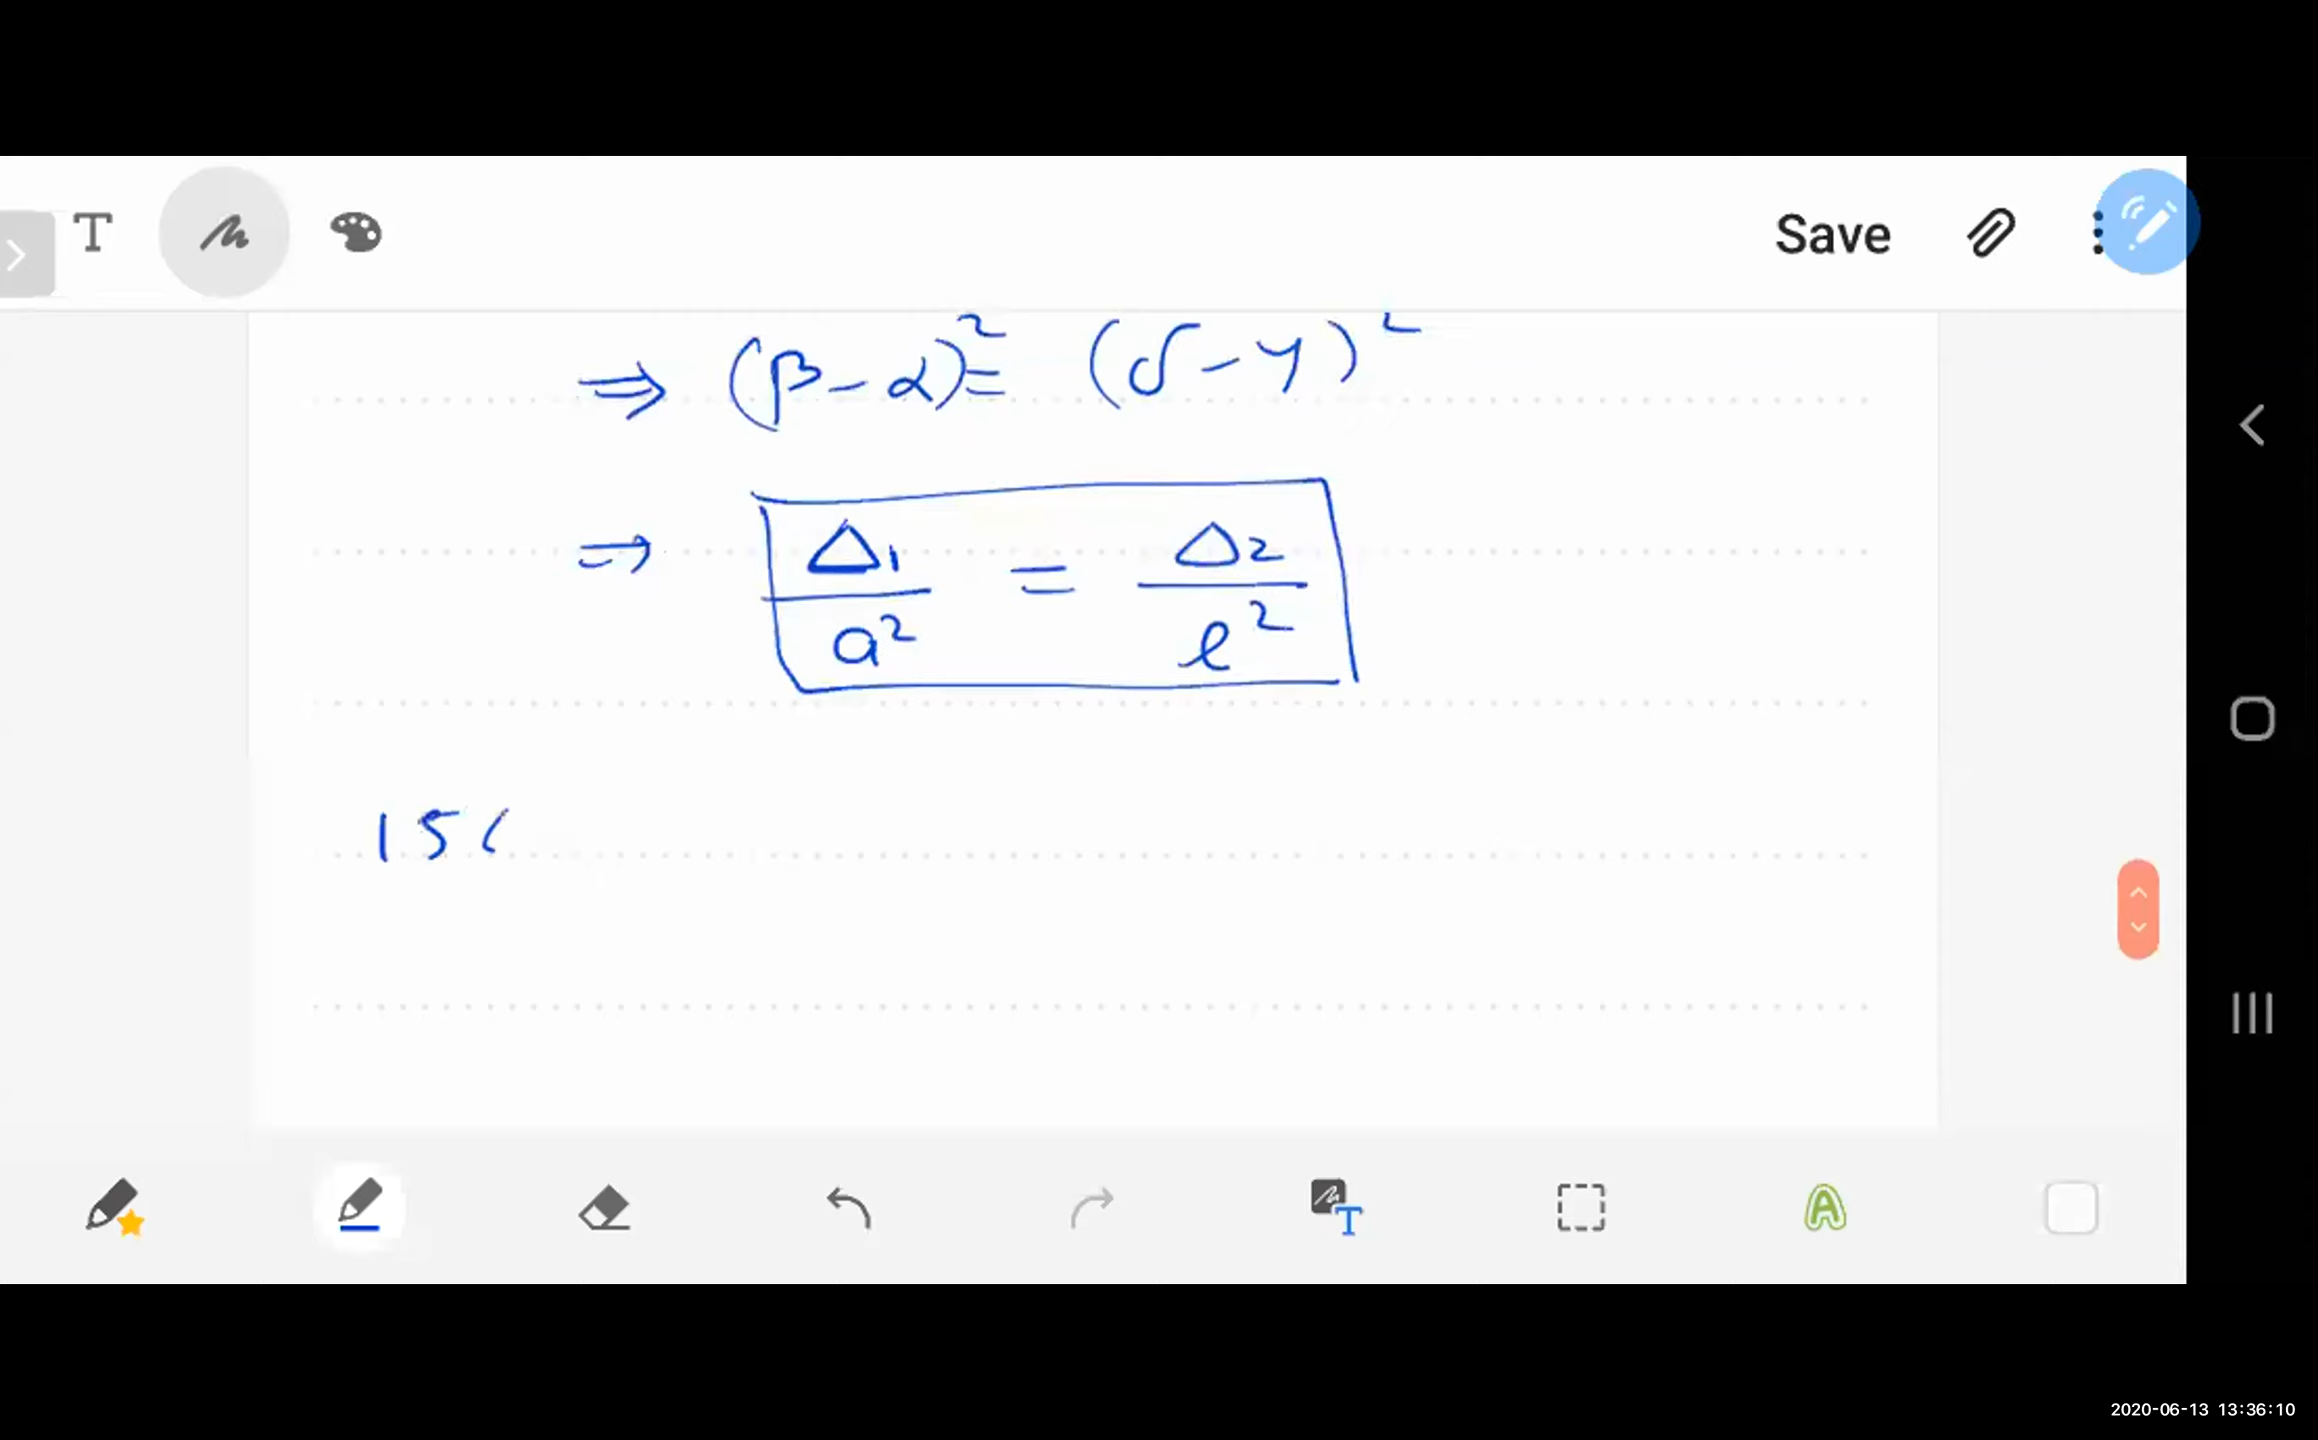 T Save
⇒ (β - α)² = (δ - γ)²
⇒ Δ₁/a² = Δ₂/l²
15(
T A
2020-06-13 13:36:10